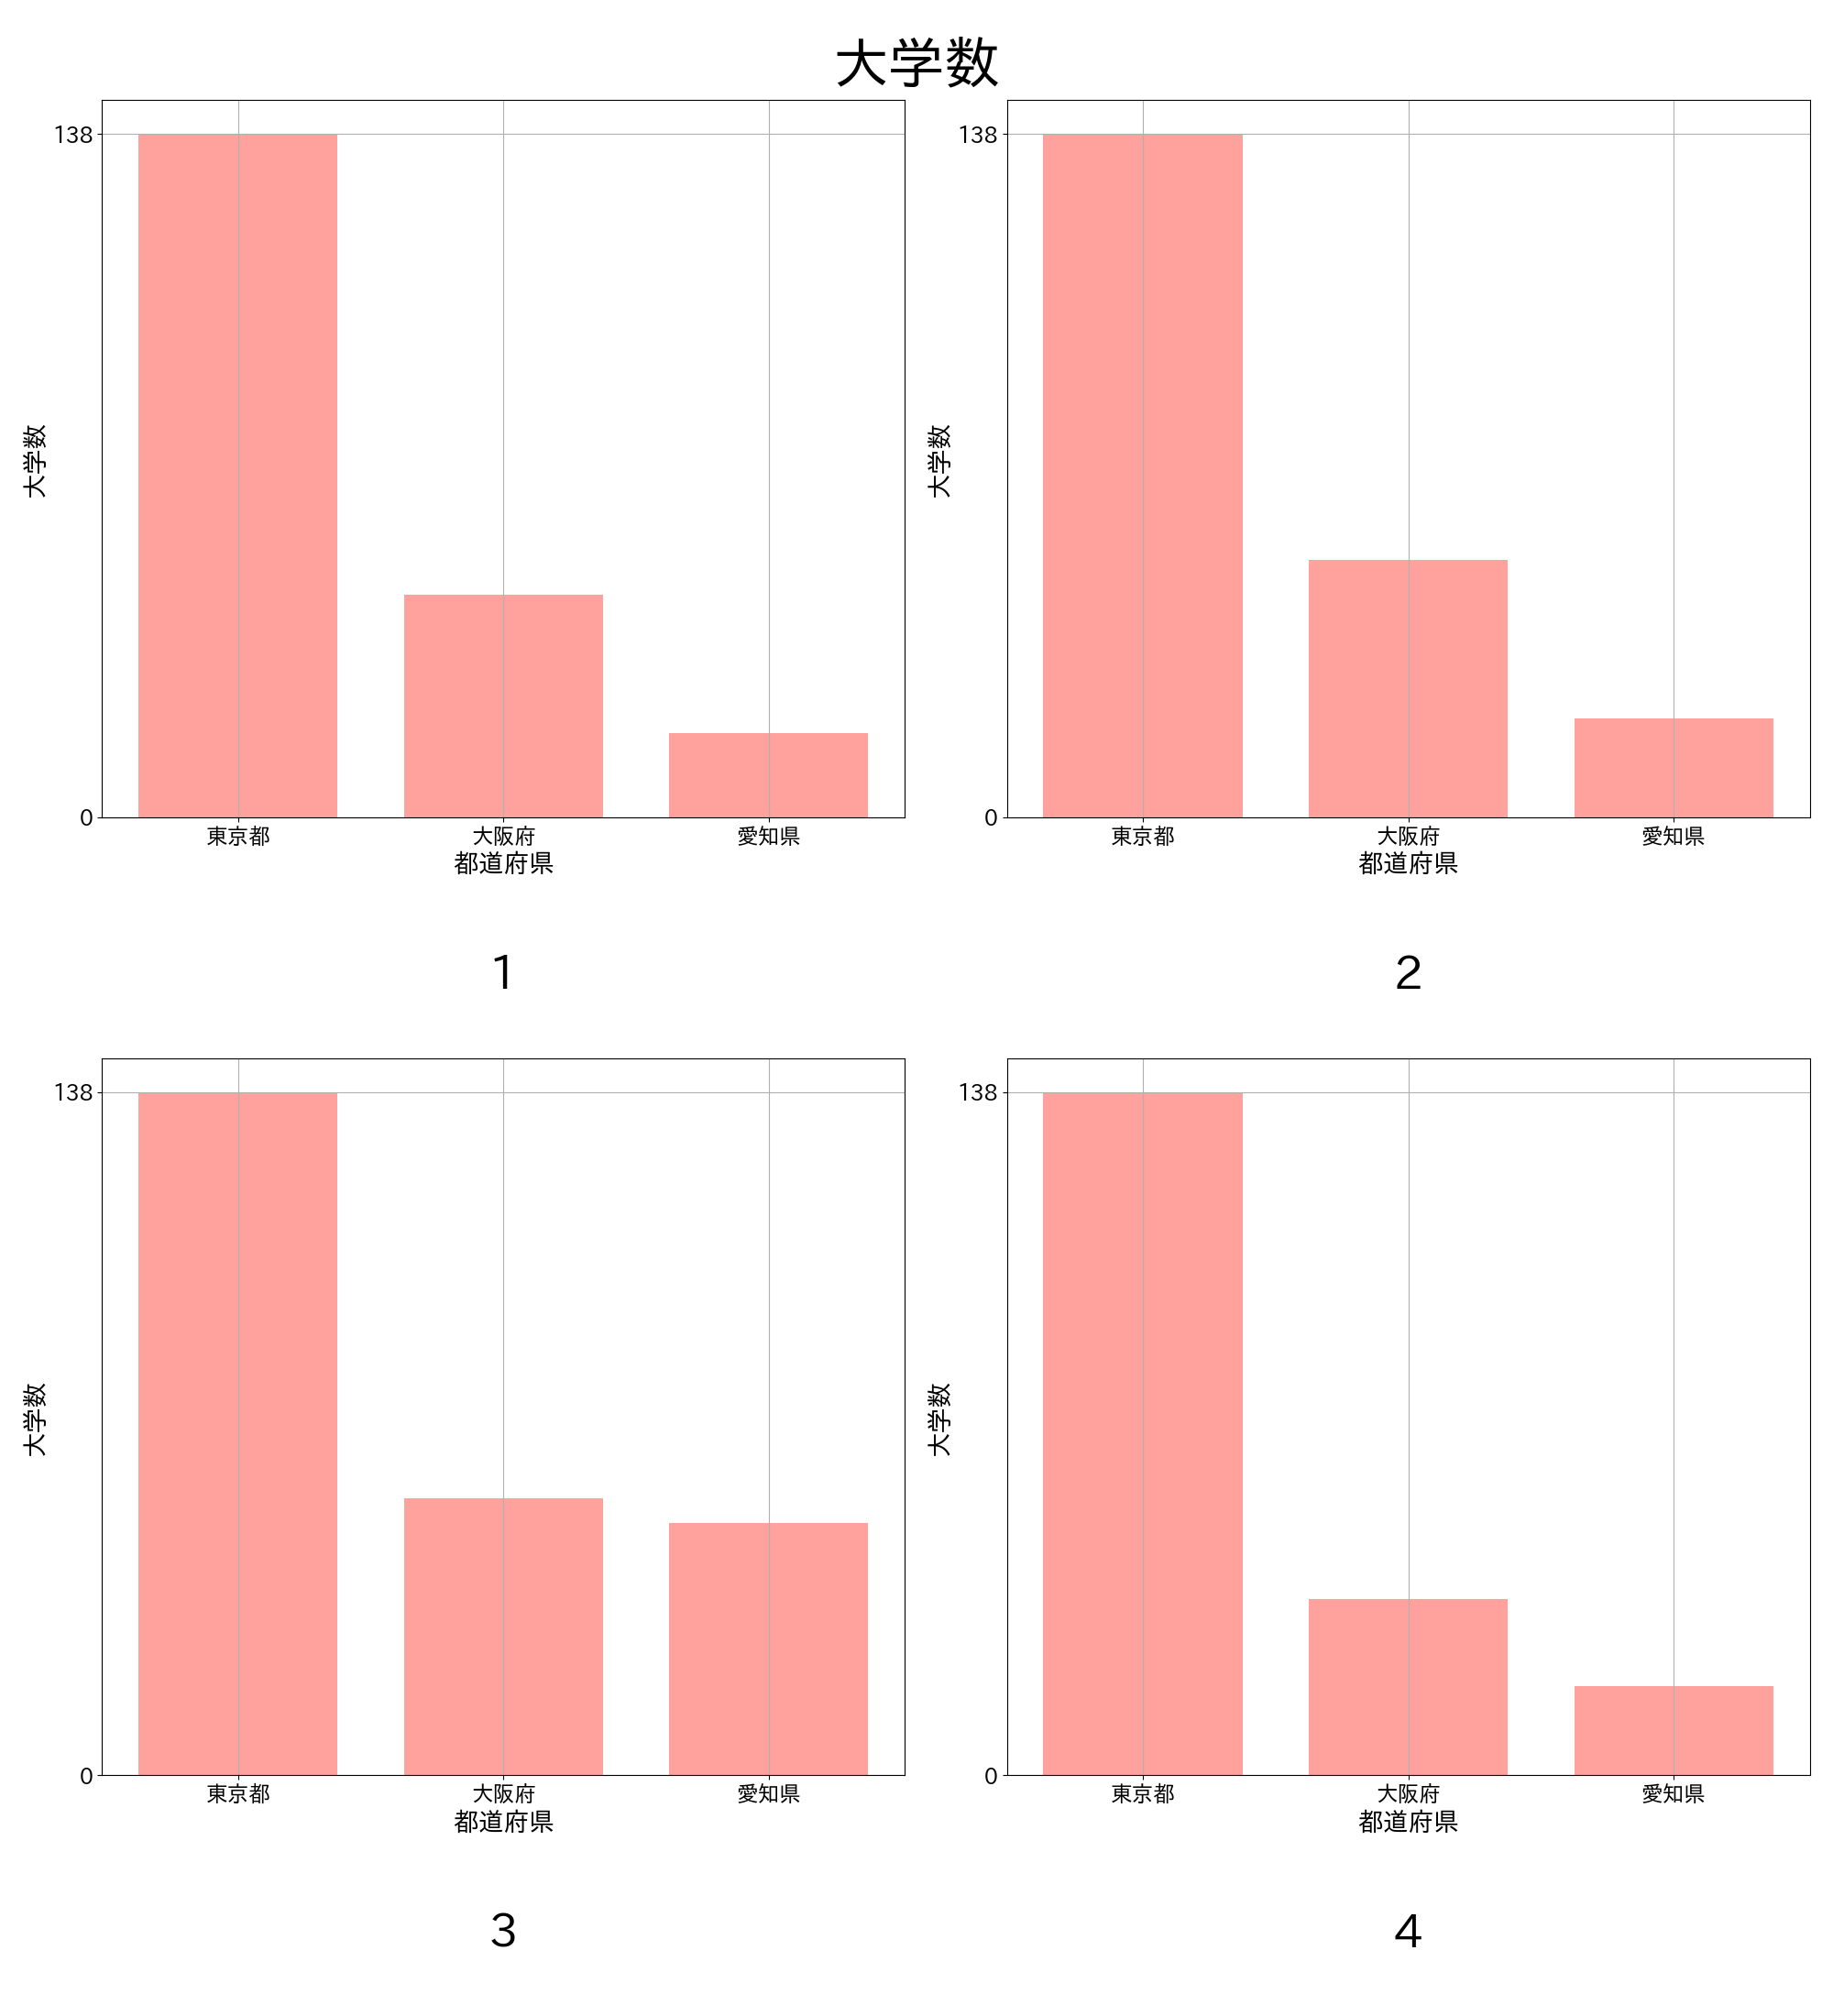 大学数
138
0
大学数
東京都 大阪府 愛知県
都道府県
1
138
0
大学数
東京都 大阪府 愛知県
都道府県
2
138
0
大学数
東京都 大阪府 愛知県
都道府県
3
138
0
大学数
東京都 大阪府 愛知県
都道府県
4